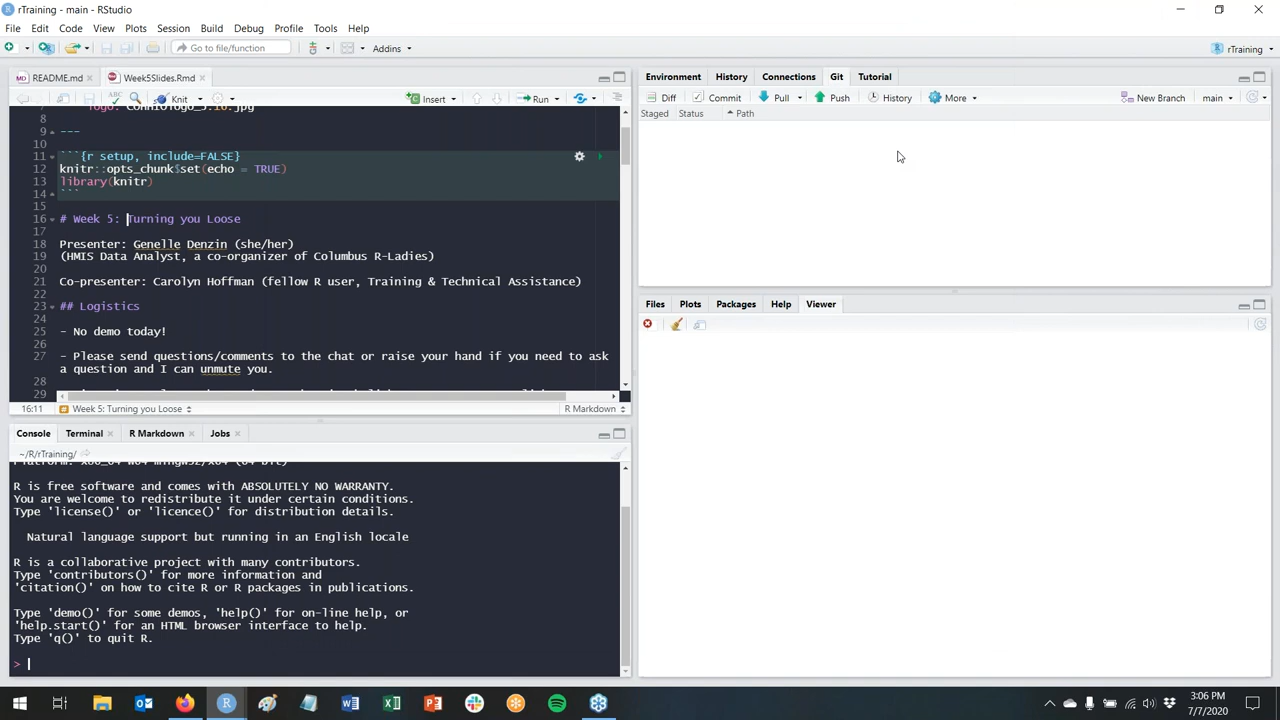 rTraining - main - RStudio
File Edit Code View Plots Session Build Debug Profile Tools Help
Go to file/function Addins rTraining
README.md Week5Slides.Rmd
ABC Knit Insert Run
8
9 ---
10
11 ```{r setup, include=FALSE}
12 knitr::opts_chunk$set(echo = TRUE)
13 library(knitr)
14 ```
15
16 # Week 5: Turning you Loose
17
18 Presenter: Genelle Denzin (she/her)
19 (HMIS Data Analyst, a co-organizer of Columbus R-Ladies)
20
21 Co-presenter: Carolyn Hoffman (fellow R user, Training & Technical Assistance)
22
23 ## Logistics
24
25 - No demo today!
26
27 - Please send questions/comments to the chat or raise your hand if you need to ask
a question and I can unmute you.
28
29
16:11 Week 5: Turning you Loose R Markdown
Console Terminal R Markdown Jobs
~/R/rTraining/
R is free software and comes with ABSOLUTELY NO WARRANTY.
You are welcome to redistribute it under certain conditions.
Type 'license()' or 'licence()' for distribution details.
Natural language support but running in an English locale
R is a collaborative project with many contributors.
Type 'contributors()' for more information and
'citation()' on how to cite R or R packages in publications.
Type 'demo()' for some demos, 'help()' for on-line help, or
'help.start()' for an HTML browser interface to help.
Type 'q()' to quit R.
>
Environment History Connections Git Tutorial
Diff Commit Pull Push History More New Branch main
Staged Status Path
Files Plots Packages Help Viewer
3:06 PM
7/7/2020